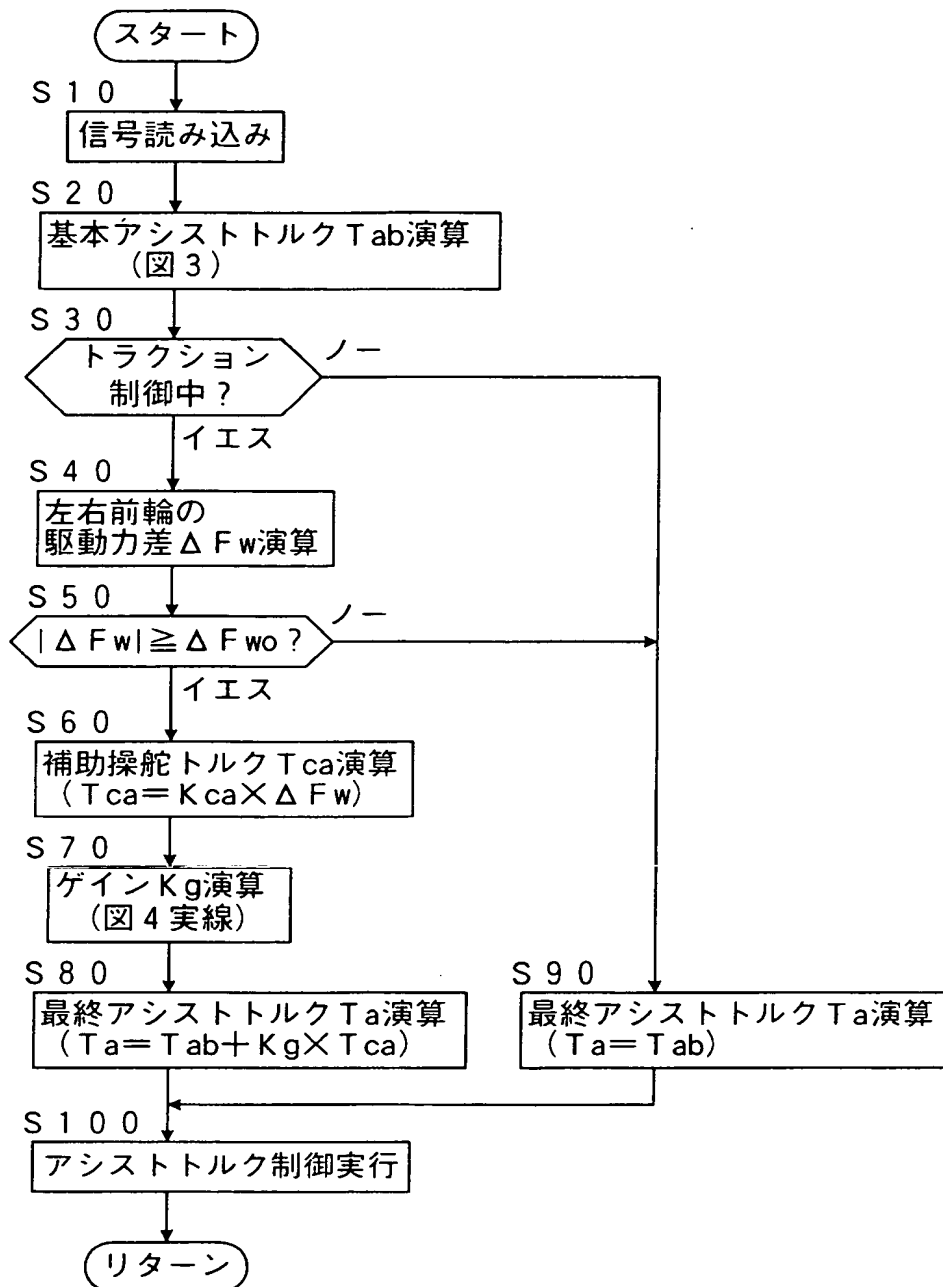 スタート
S10
信号読み込み
S20
基本アシストトルクTab演算
（図3）
S30
トラクション
制御中？
ノー
イエス
S40
左右前輪の
駆動力差ΔFw演算
S50
|ΔFw|≧ΔFwo？
ノー
イエス
S60
補助操舵トルクTca演算
（Tca＝Kca×ΔFw）
S70
ゲインKg演算
（図4実線）
S80
最終アシストトルクTa演算
（Ta＝Tab＋Kg×Tca）
S90
最終アシストトルクTa演算
（Ta＝Tab）
S100
アシストトルク制御実行
リターン